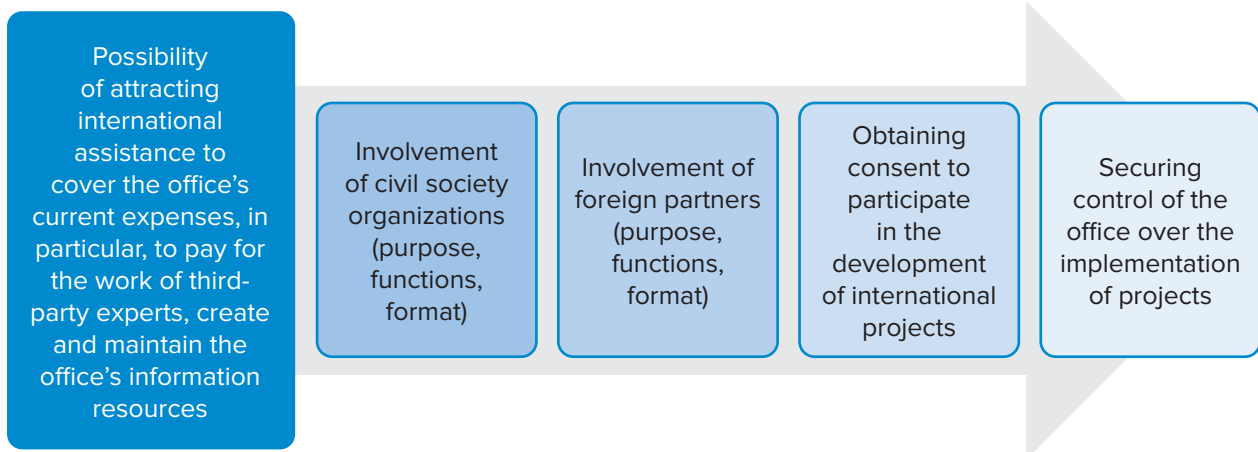 Possibility
of attracting
international
assistance to
cover the office’s
current expenses, in
particular, to pay for
the work of third-
party experts, create
and maintain the
office’s information
resources
Involvement
of civil society
organizations
(purpose,
functions,
format)
Involvement of
foreign partners
(purpose,
functions,
format)
Obtaining
consent to
participate
in the
development
of international
projects
Securing
control of the
office over the
implementation
of projects